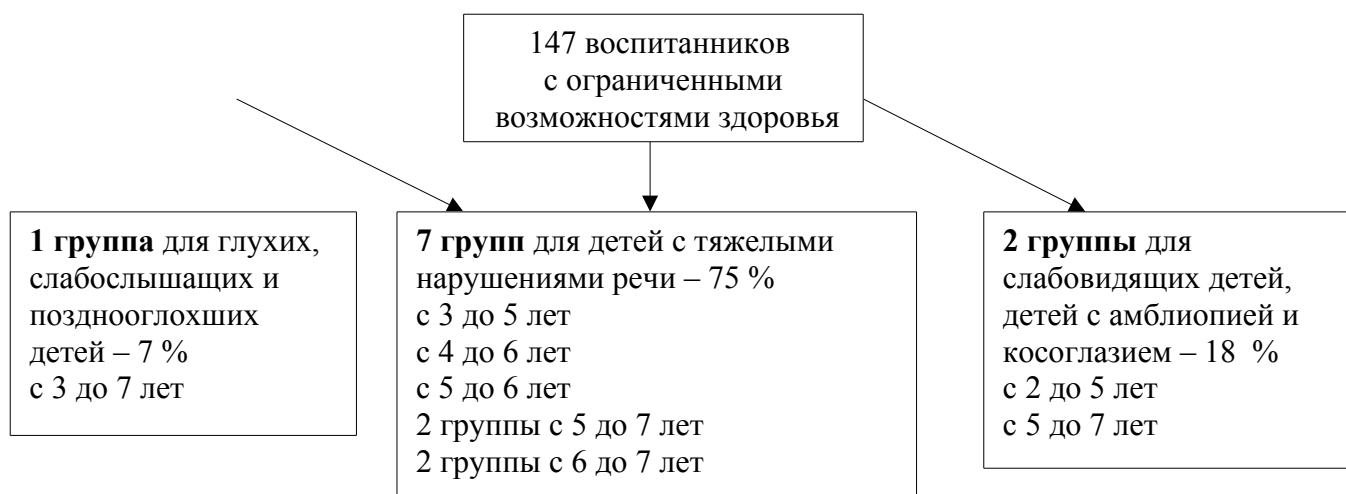 147 воспитанников
с ограниченными
возможностями здоровья
1 группа для глухих,
слабослышащих и
позднооглохших
детей – 7 %
с 3 до 7 лет
7 групп для детей с тяжелыми
нарушениями речи – 75 %
с 3 до 5 лет
с 4 до 6 лет
с 5 до 6 лет
2 группы с 5 до 7 лет
2 группы с 6 до 7 лет
2 группы для
слабовидящих детей,
детей с амблиопией и
косоглазием – 18 %
с 2 до 5 лет
с 5 до 7 лет